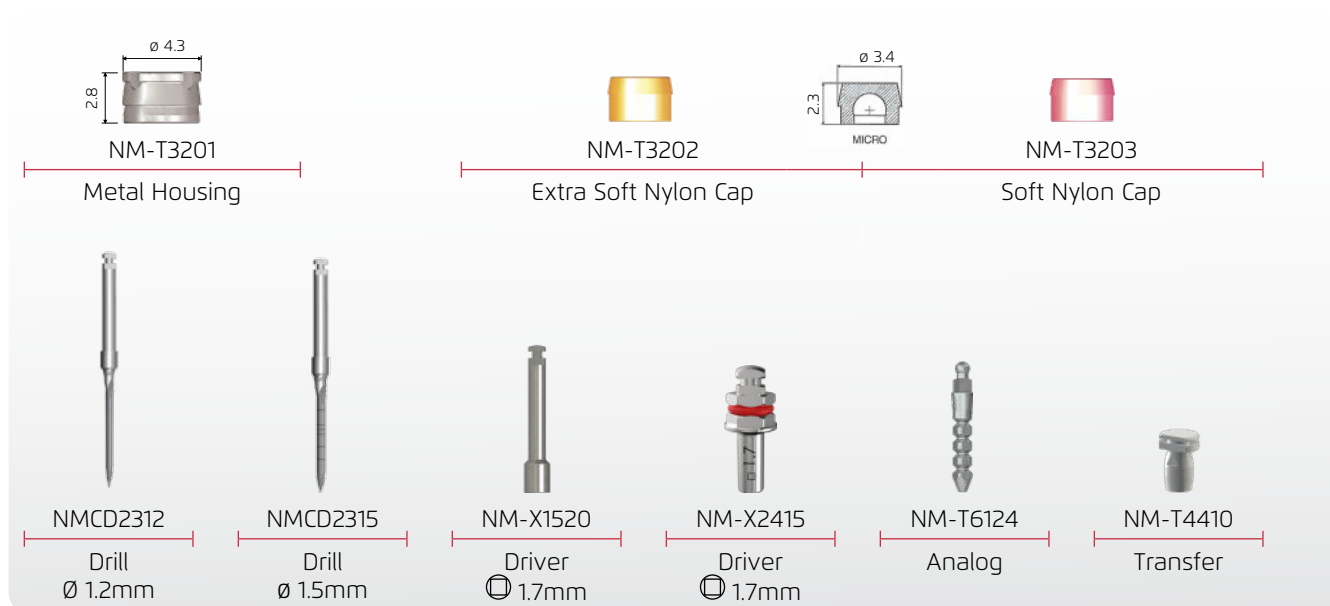 ø 4.3
2.8
ø 3.4
2.3
MICRO
NM-T3201
NM-T3202
NM-T3203
Metal Housing
Extra Soft Nylon Cap
Soft Nylon Cap
1.7
NMCD2312
NMCD2315
NM-X1520
NM-X2415
NM-T6124
NM-T4410
Drill
Ø 1.2mm
Drill
ø 1.5mm
Driver
1.7mm
Driver
1.7mm
Analog
Transfer